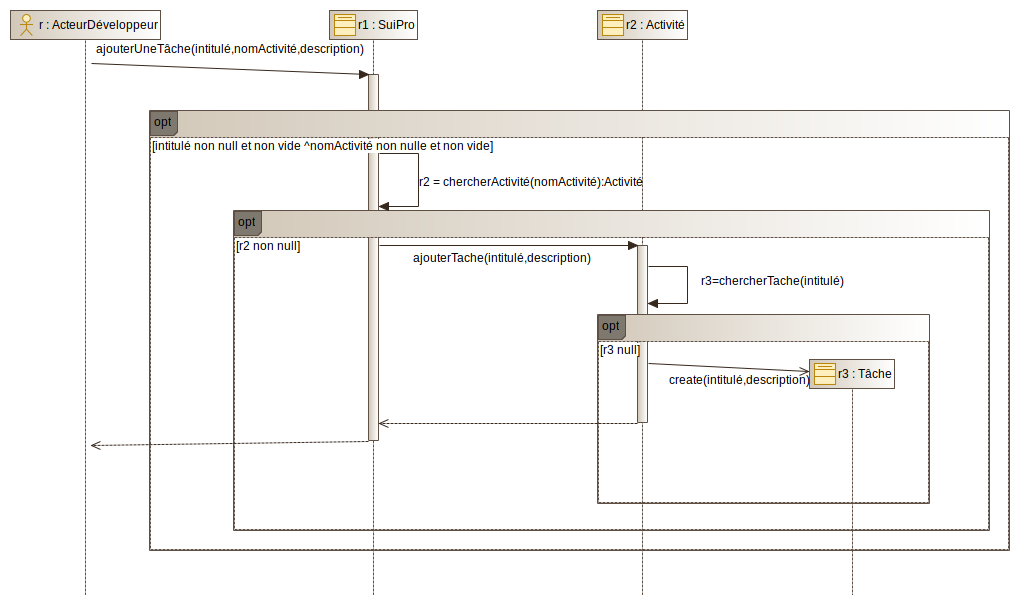 r : ActeurDéveloppeur
r1 : SuiPro
r2 : Activité
ajouterUneTâche(intitulé,nomActivité,description)
opt
[intitulé non null et non vide ^nomActivité non nulle et non vide]
r2 = chercherActivité(nomActivité):Activité
opt
[r2 non null]
ajouterTache(intitulé,description)
r3=chercherTache(intitulé)
opt
[r3 null]
create(intitulé,description)
r3 : Tâche